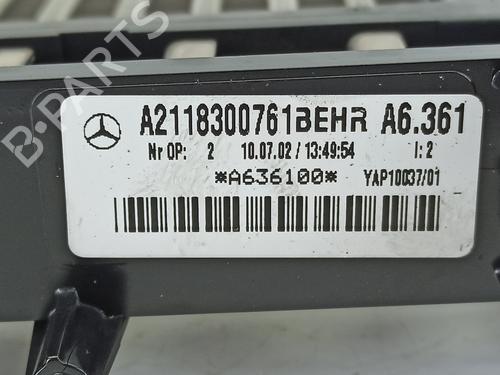 A2118300761BEHR A6.361
Nr OP: 2 10.07.02 / 13:49:54 I: 2
*A636100* YAP10037/01
B-PARTS